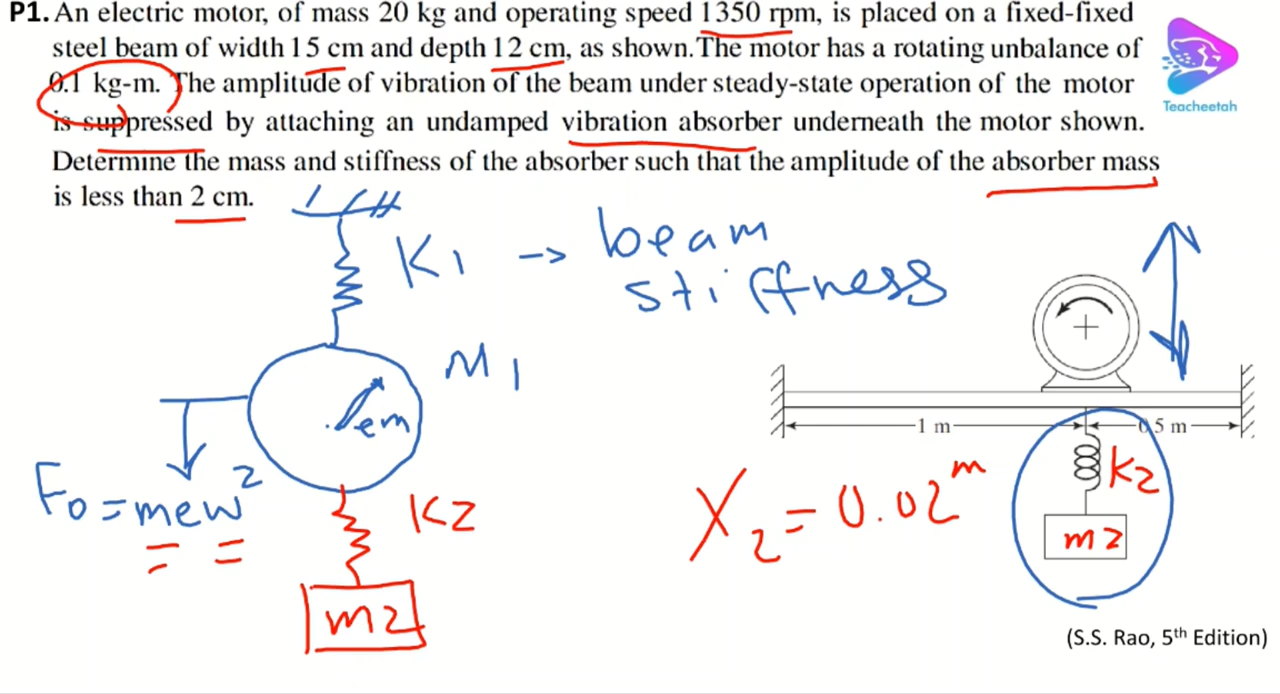 P1. An electric motor, of mass 20 kg and operating speed 1350 rpm, is placed on a fixed-fixed
steel beam of width 15 cm and depth 12 cm, as shown. The motor has a rotating unbalance of
0.1 kg-m. The amplitude of vibration of the beam under steady-state operation of the motor
is suppressed by attaching an undamped vibration absorber underneath the motor shown.
Determine the mass and stiffness of the absorber such that the amplitude of the absorber mass
is less than 2 cm.
Teacheetah
K1 -> beam
stiffness
M1
em
F0 = mew²
K2
m2
1 m
0.5 m
K2
m2
X2 = 0.02 m
(S.S. Rao, 5th Edition)